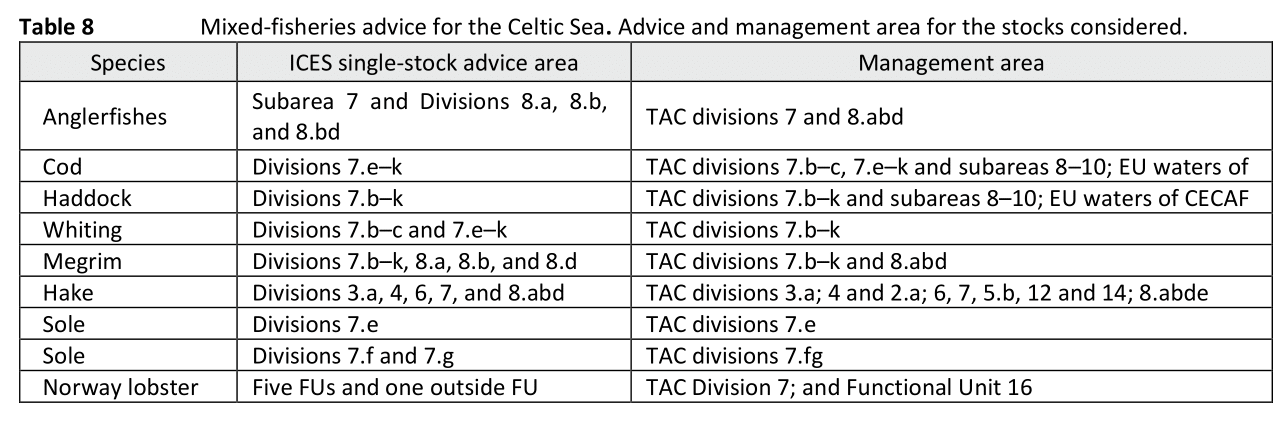 Table 8 Mixed-fisheries advice for the Celtic Sea. Advice and management area for the stocks considered.
Species ICES single-stock advice area Management area
Anglerfishes Subarea 7 and Divisions 8.a, 8.b, and 8.bd TAC divisions 7 and 8.abd
Cod Divisions 7.e–k TAC divisions 7.b–c, 7.e–k and subareas 8–10; EU waters of
Haddock Divisions 7.b–k TAC divisions 7.b–k and subareas 8–10; EU waters of CECAF
Whiting Divisions 7.b–c and 7.e–k TAC divisions 7.b–k
Megrim Divisions 7.b–k, 8.a, 8.b, and 8.d TAC divisions 7.b–k and 8.abd
Hake Divisions 3.a, 4, 6, 7, and 8.abd TAC divisions 3.a; 4 and 2.a; 6, 7, 5.b, 12 and 14; 8.abde
Sole Divisions 7.e TAC divisions 7.e
Sole Divisions 7.f and 7.g TAC divisions 7.fg
Norway lobster Five FUs and one outside FU TAC Division 7; and Functional Unit 16